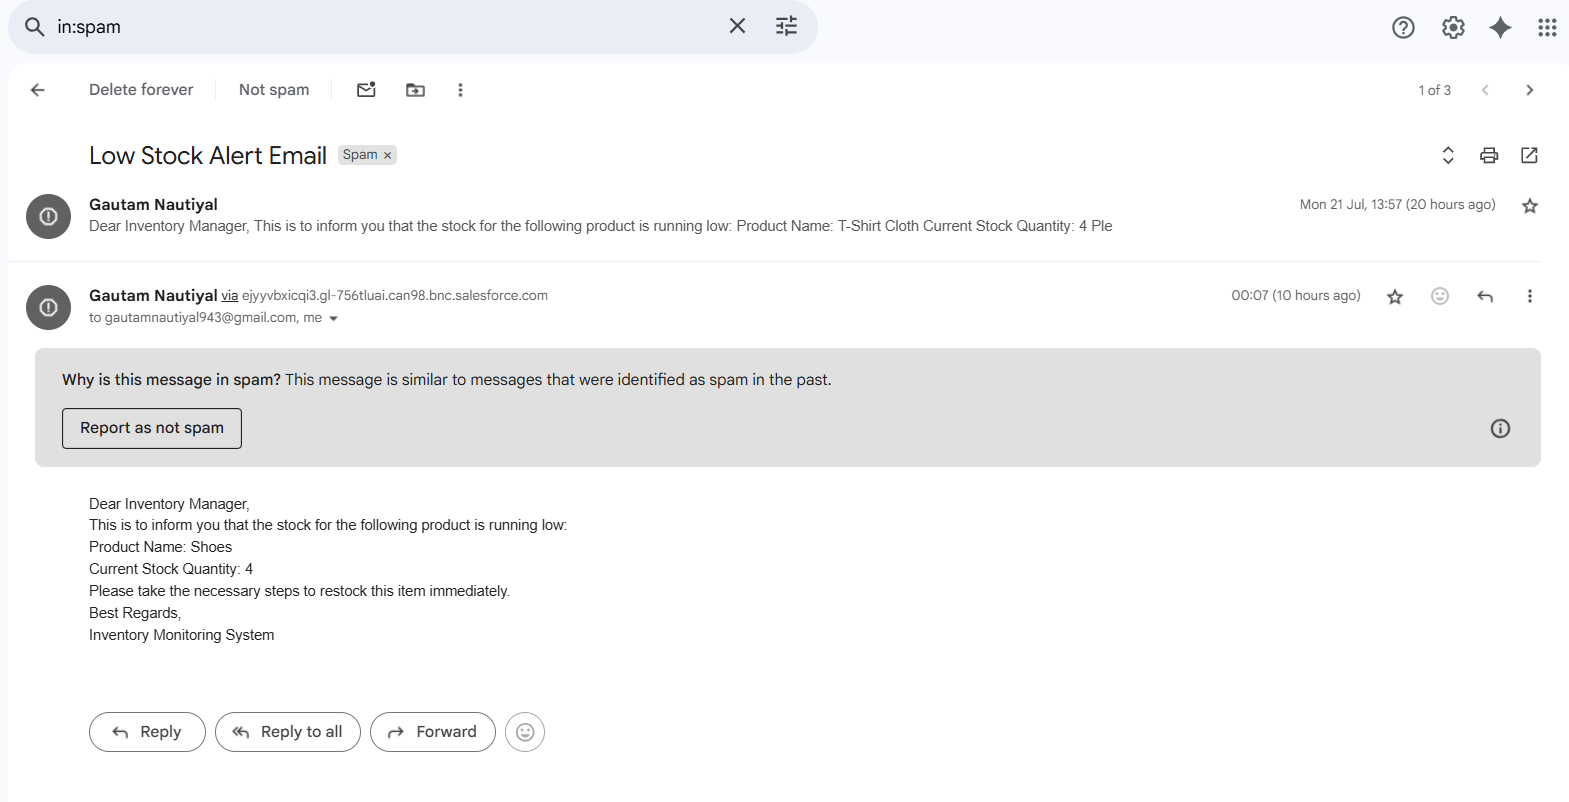 in:spam
Delete forever
Not spam
1 of 3
Low Stock Alert Email
Spam ×
Gautam Nautiyal
Mon 21 Jul, 13:57 (20 hours ago)
Dear Inventory Manager, This is to inform you that the stock for the following product is running low: Product Name: T-Shirt Cloth Current Stock Quantity: 4 Ple
Gautam Nautiyal via ejyyvbxicqi3.gl-756tluai.can98.bnc.salesforce.com
00:07 (10 hours ago)
to gautamnautiyal943@gmail.com, me
Why is this message in spam? This message is similar to messages that were identified as spam in the past.
Report as not spam
Dear Inventory Manager,
This is to inform you that the stock for the following product is running low:
Product Name: Shoes
Current Stock Quantity: 4
Please take the necessary steps to restock this item immediately.
Best Regards,
Inventory Monitoring System
Reply
Reply to all
Forward